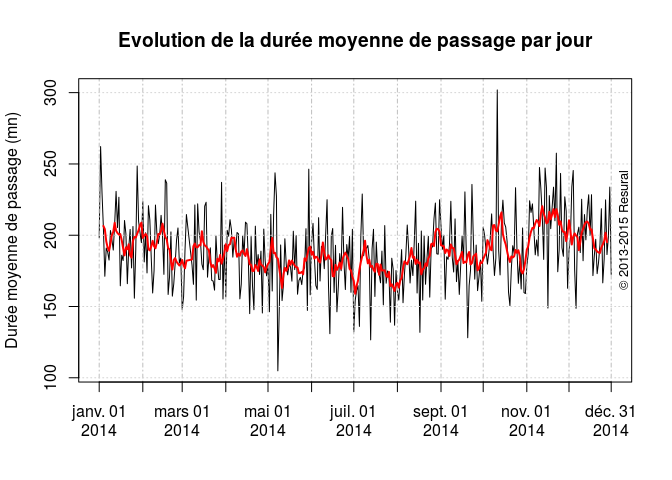 Evolution de la durée moyenne de passage par jour
Durée moyenne de passage (mn)
300
250
200
150
100
© 2013-2015 Resural
janv. 01
2014
mars 01
2014
mai 01
2014
juil. 01
2014
sept. 01
2014
nov. 01
2014
déc. 31
2014